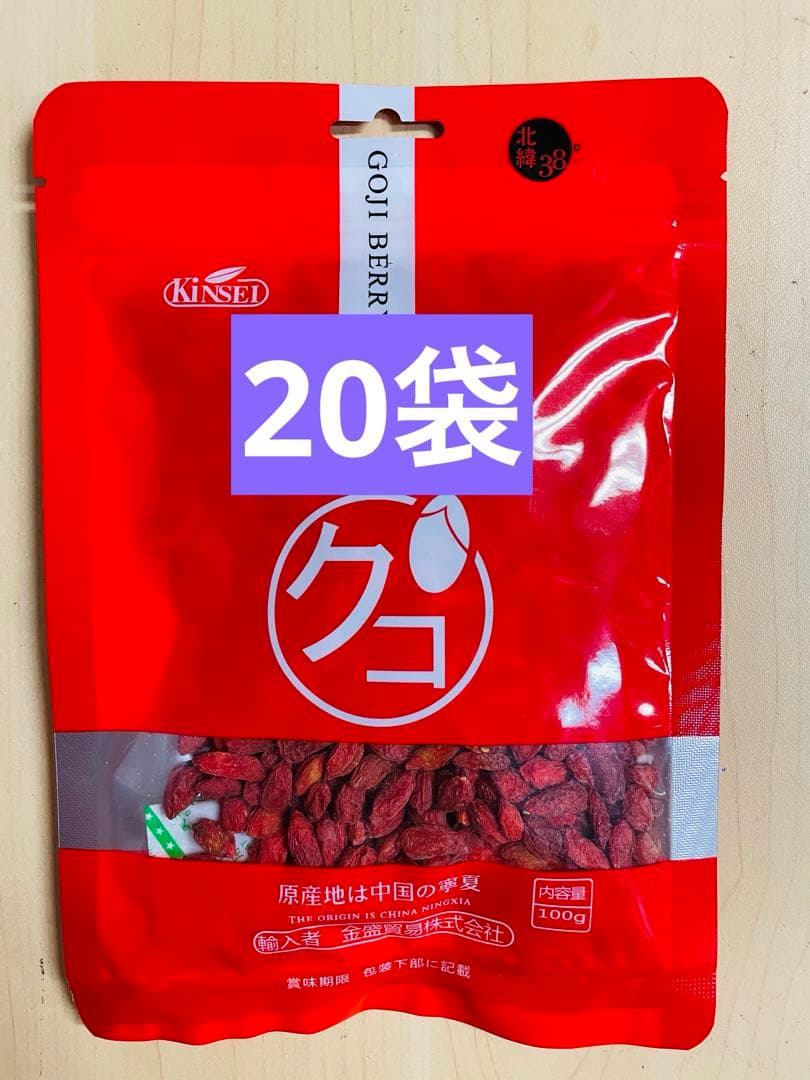 北
緯38°
GOJI BERRY
KiNSEI
20袋
クコ
原産地は中国の寧夏
THE ORIGIN IS CHINA NINGXIA
内容量
100g
輸入者 金盛貿易株式会社
賞味期限 包装下部に記載